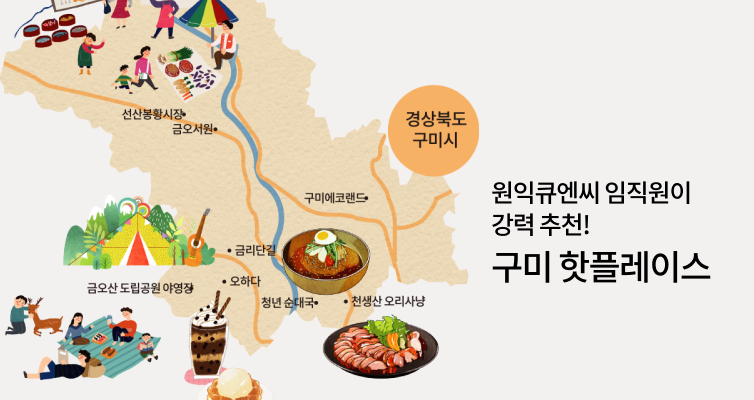 선산봉황시장
금오서원
경상북도
구미시
구미에코랜드
원익큐엔씨 임직원이
강력 추천!
구미 핫플레이스
금리단길
오하다
금오산 도립공원 야영장
청년 순대국
천생산 오리사냥